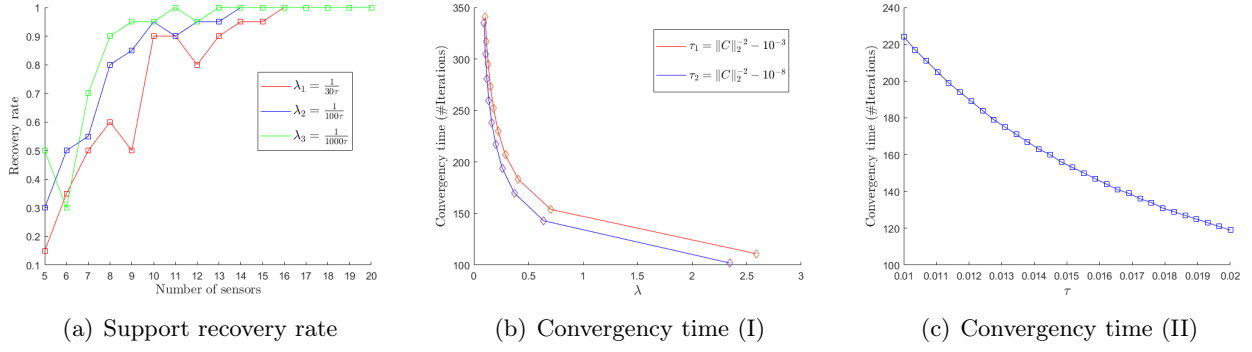 Recovery rate
1
0.9
0.8
0.7
0.6
0.5
0.4
0.3
0.2
0.1
5 6 7 8 9 10 11 12 13 14 15 16 17 18 19 20
Number of sensors
λ₁ = 1/30τ
λ₂ = 1/100τ
λ₃ = 1/1000τ
(a) Support recovery rate
Convergency time (#Iterations)
350
300
250
200
150
100
0 0.5 1 1.5 2 2.5 3
λ
τ₁ = ‖C‖₂⁻² − 10⁻³
τ₂ = ‖C‖₂⁻² − 10⁻⁸
(b) Convergency time (I)
Convergency time (#Iterations)
240
220
200
180
160
140
120
100
0.01 0.011 0.012 0.013 0.014 0.015 0.016 0.017 0.018 0.019 0.02
τ
(c) Convergency time (II)